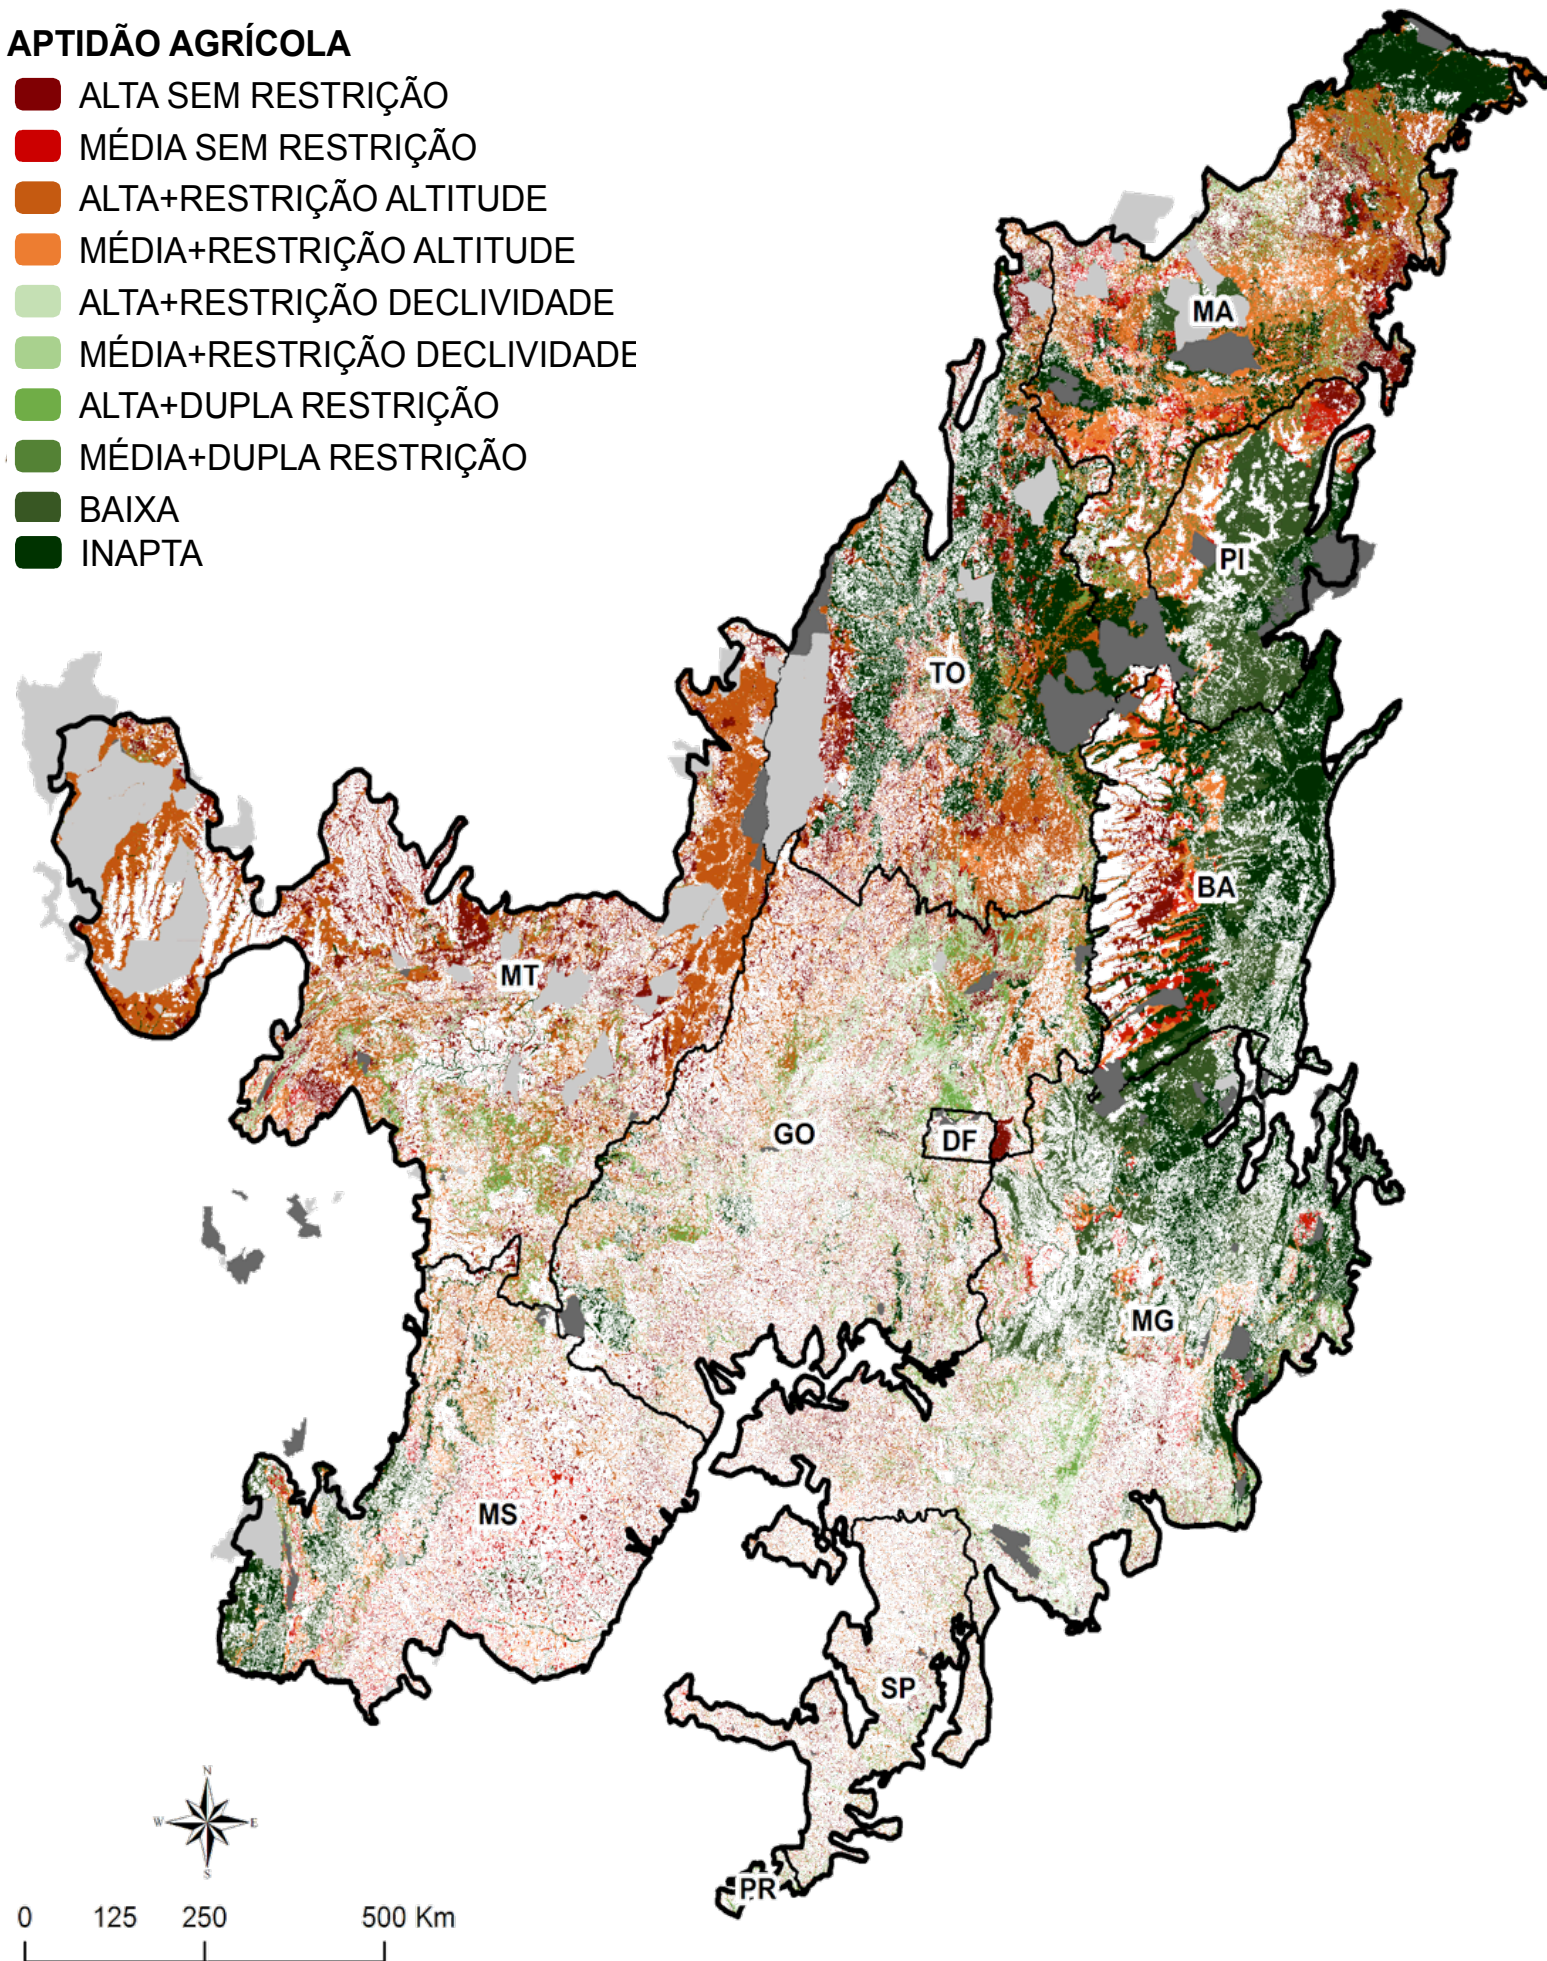 APTIDÃO AGRÍCOLA
ALTA SEM RESTRIÇÃO
MÉDIA SEM RESTRIÇÃO
ALTA+RESTRIÇÃO ALTITUDE
MÉDIA+RESTRIÇÃO ALTITUDE
ALTA+RESTRIÇÃO DECLIVIDADE
MÉDIA+RESTRIÇÃO DECLIVIDADE
ALTA+DUPLA RESTRIÇÃO
MÉDIA+DUPLA RESTRIÇÃO
BAIXA
INAPTA
MA
PI
TO
BA
MT
GO
DF
MG
MS
SP
PR
N
W E
S
0 125 250 500 Km